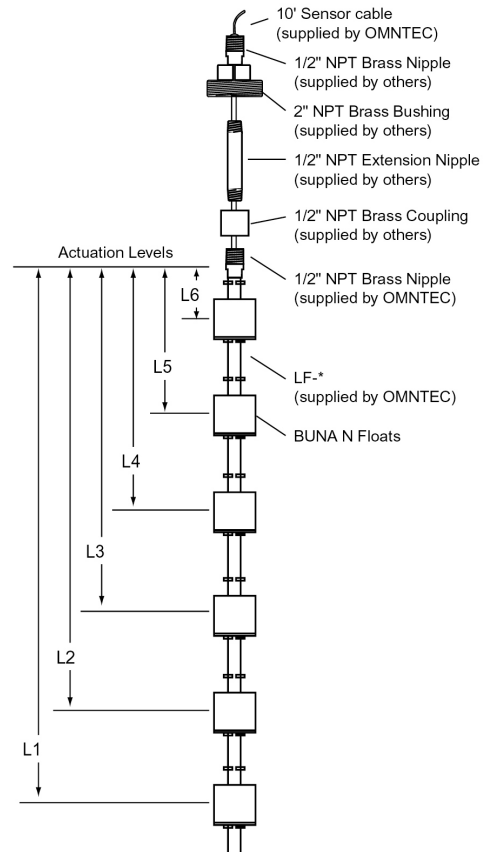 10' Sensor cable
(supplied by OMNTEC)
1/2" NPT Brass Nipple
(supplied by others)
2" NPT Brass Bushing
(supplied by others)
1/2" NPT Extension Nipple
(supplied by others)
1/2" NPT Brass Coupling
(supplied by others)
Actuation Levels
1/2" NPT Brass Nipple
(supplied by OMNTEC)
L6
L5
LF-*
(supplied by OMNTEC)
BUNA N Floats
L4
L3
L2
L1